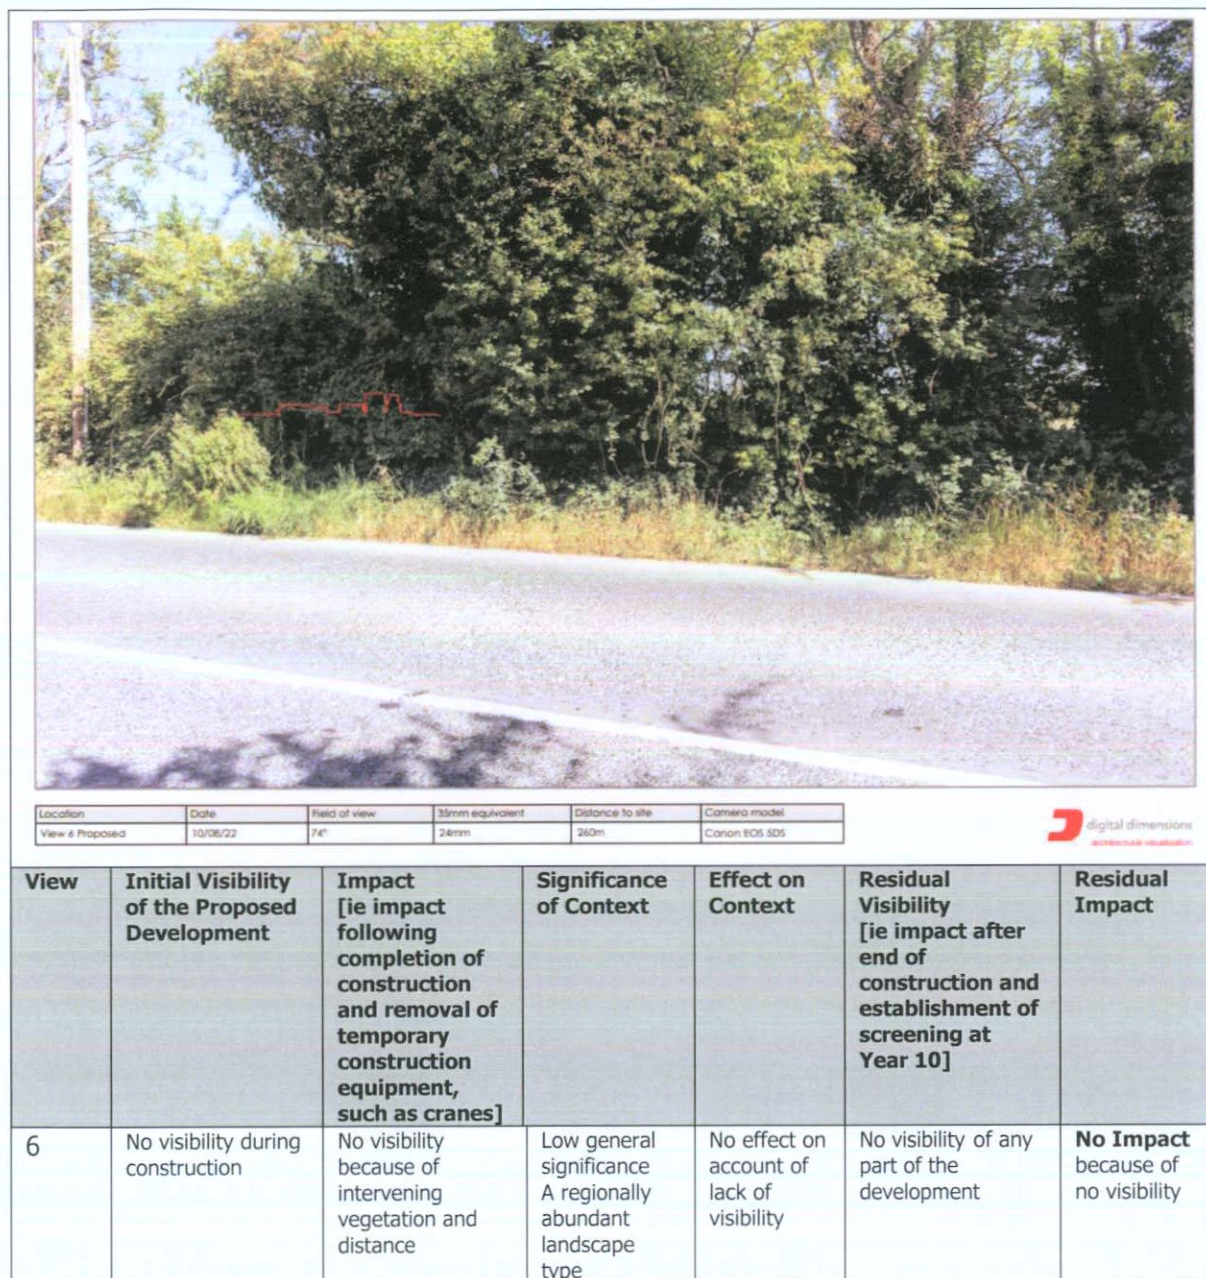 Location Date Field of view 35mm equivalent Distance to site Camera model
View 6 Proposed 10/08/22 74° 24mm 260m Canon EOS 5DS
digital dimensions
architectural visualisation
View
Initial Visibility
of the Proposed
Development
Impact
[ie impact
following
completion of
construction
and removal of
temporary
construction
equipment,
such as cranes]
Significance
of Context
Effect on
Context
Residual
Visibility
[ie impact after
end of
construction and
establishment of
screening at
Year 10]
Residual
Impact
6
No visibility during
construction
No visibility
because of
intervening
vegetation and
distance
Low general
significance
A regionally
abundant
landscape
type
No effect on
account of
lack of
visibility
No visibility of any
part of the
development
No Impact
because of
no visibility